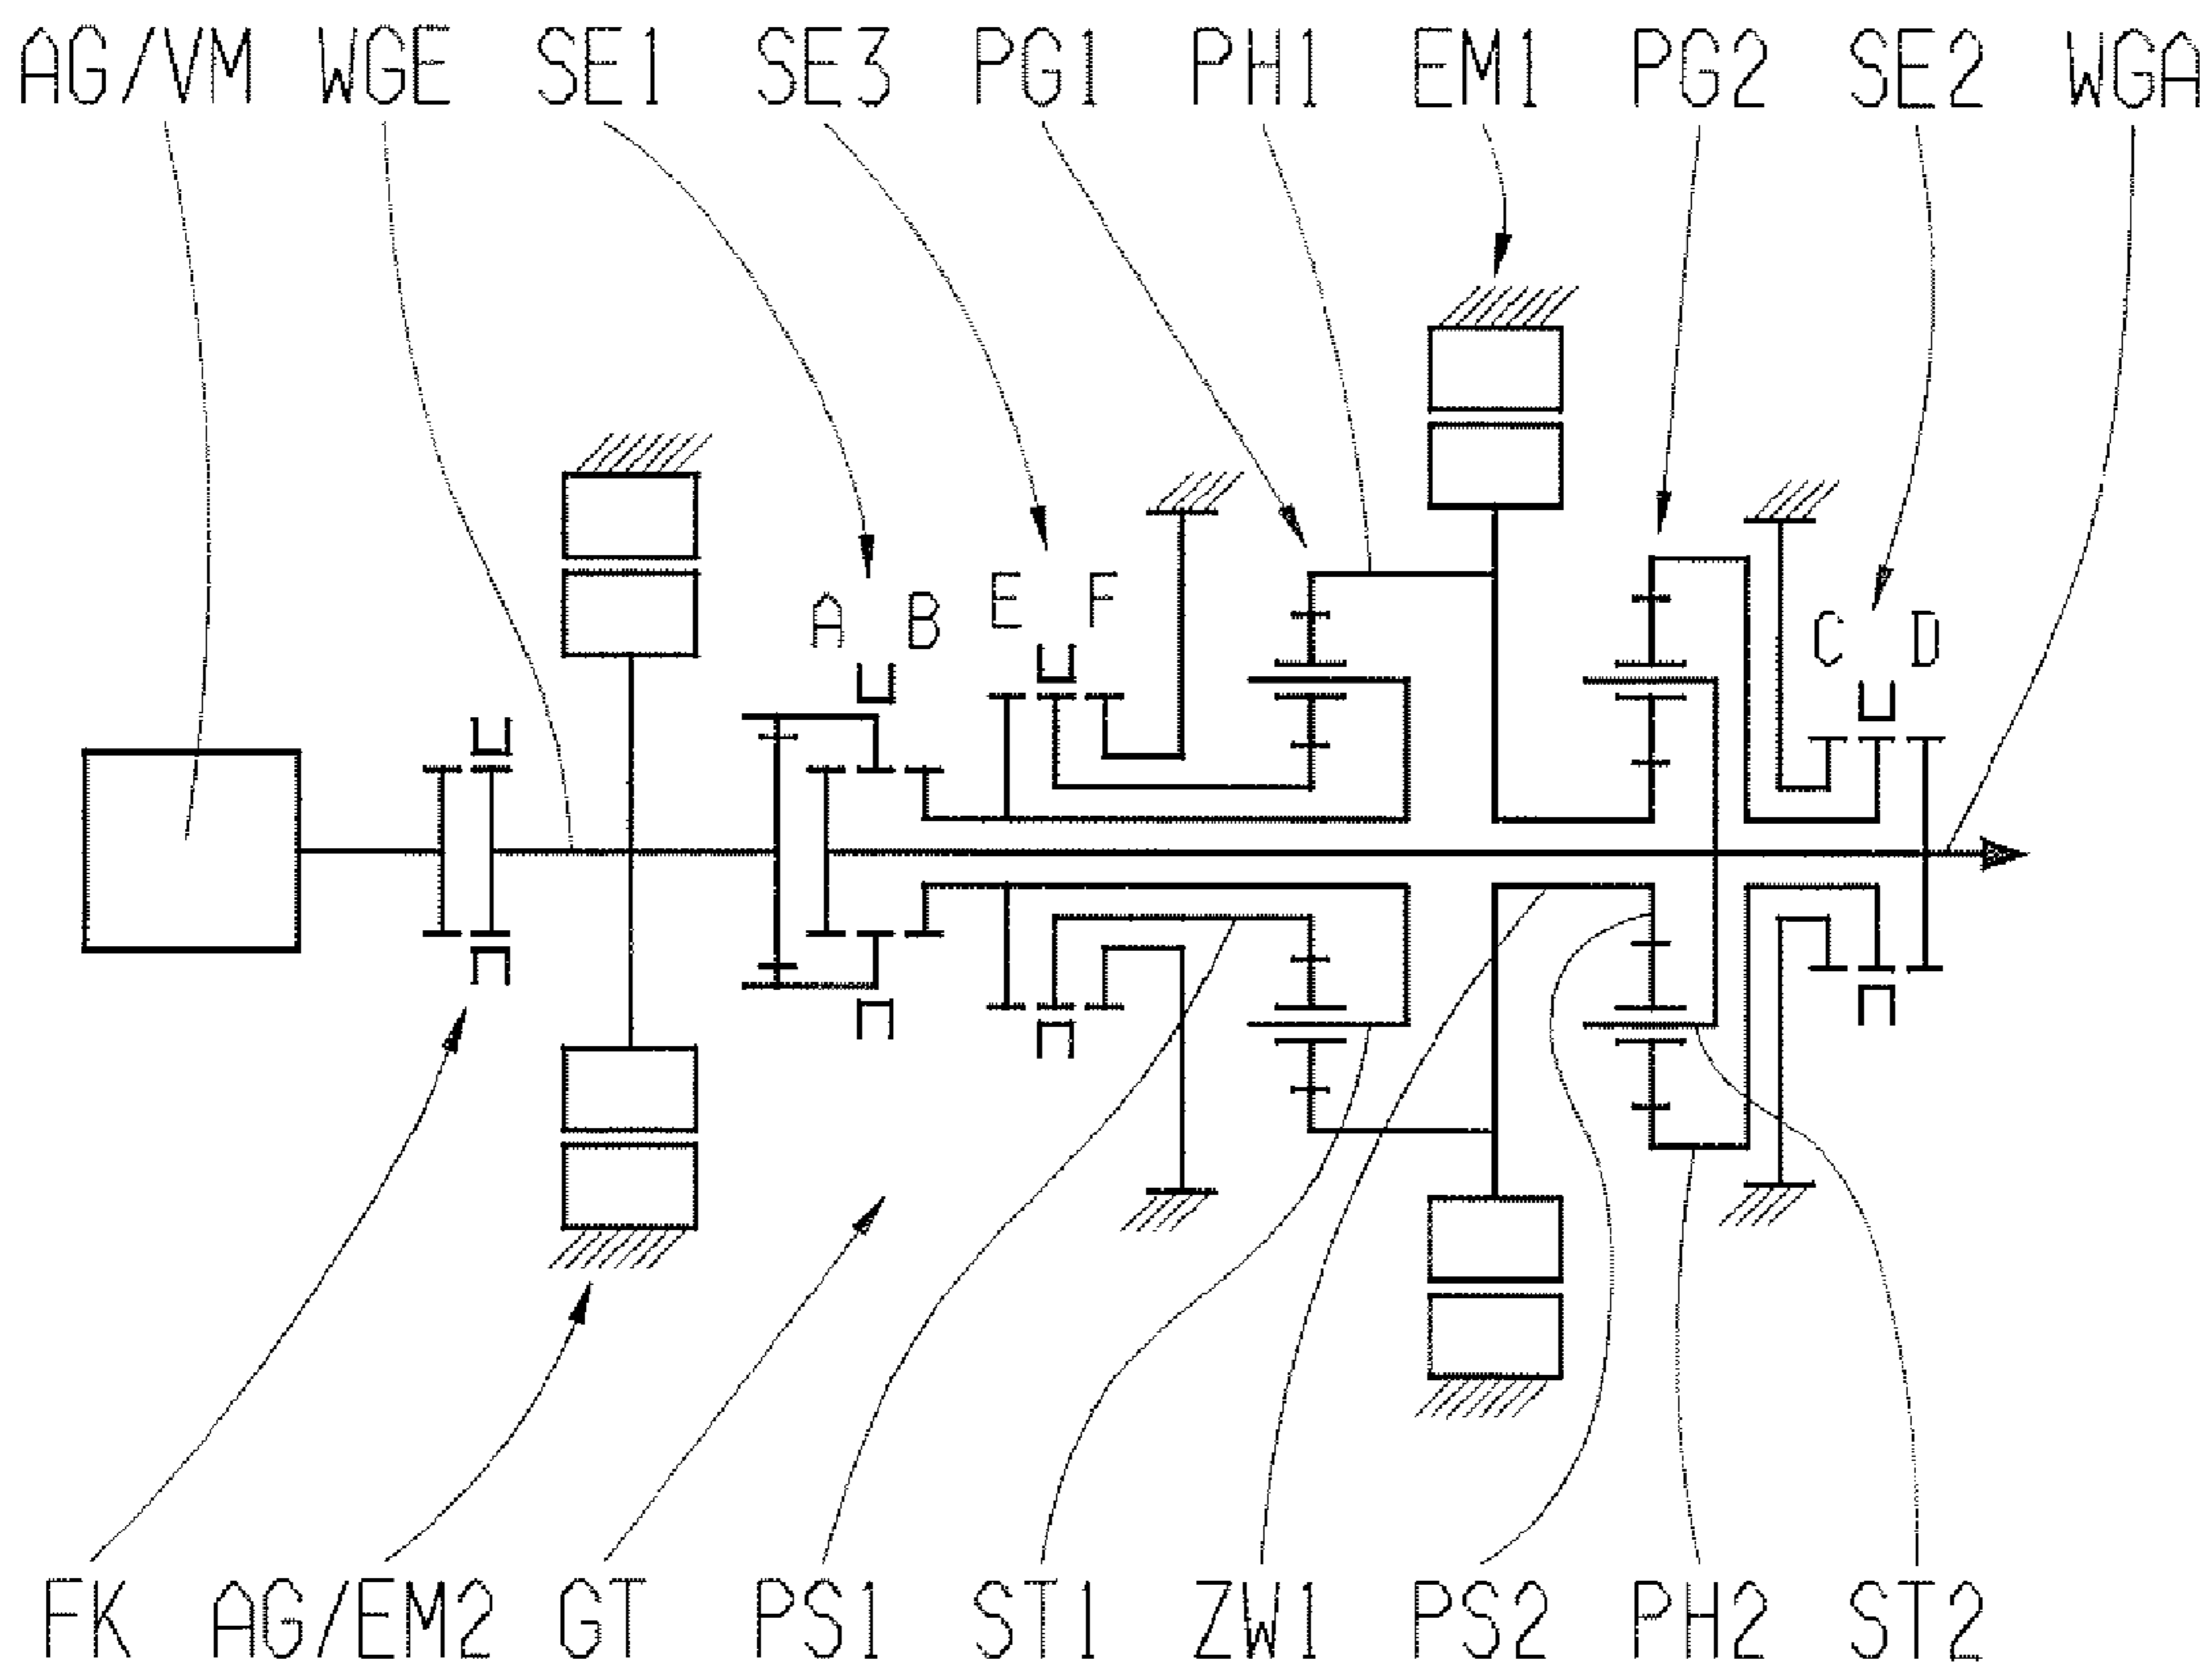 AG/VM WGE SE1 SE3 PG1 PH1 EM1 PG2 SE2 WGA
A B E F C D
FK AG/EM2 GT PS1 ST1 ZW1 PS2 PH2 ST2